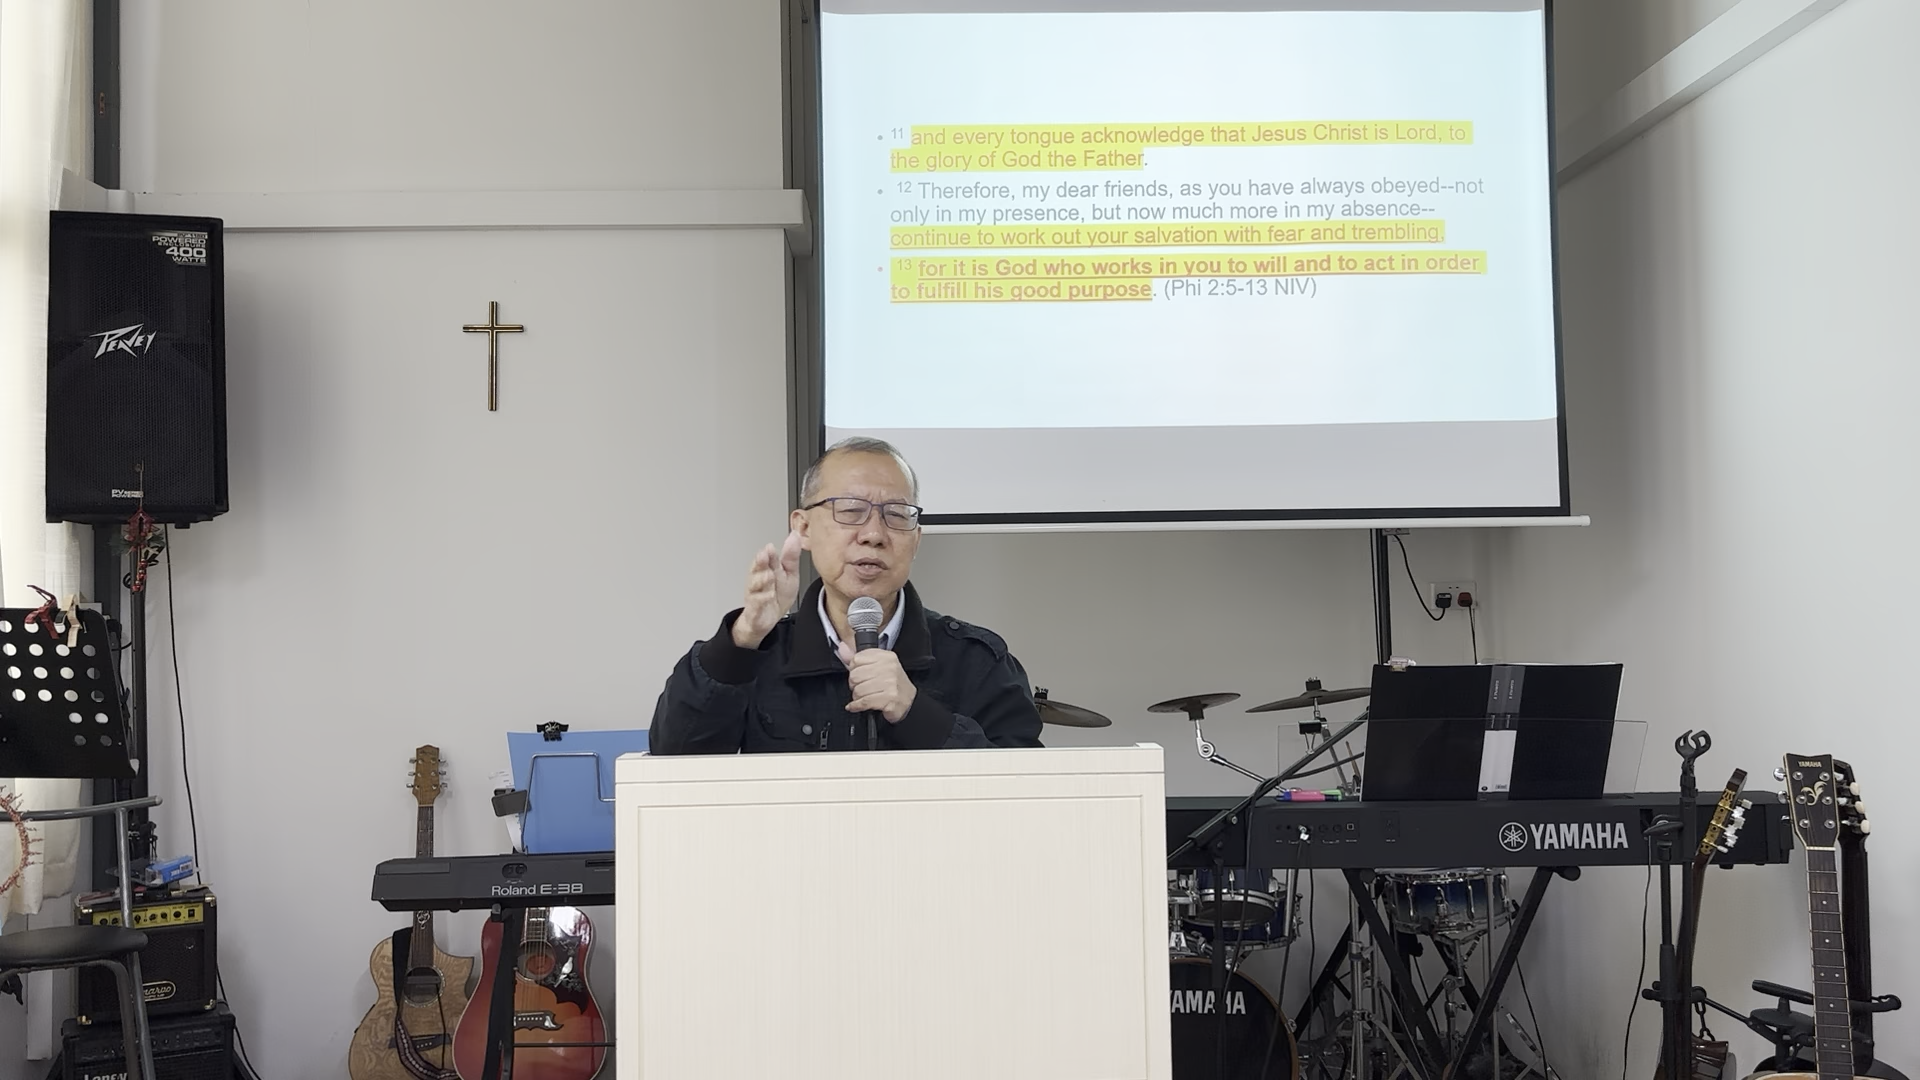 • 11 and every tongue acknowledge that Jesus Christ is Lord, to
the glory of God the Father.
• 12 Therefore, my dear friends, as you have always obeyed--not
only in my presence, but now much more in my absence--
continue to work out your salvation with fear and trembling,
• 13 for it is God who works in you to will and to act in order
to fulfill his good purpose. (Phi 2:5-13 NIV)
POWERED
ENCLOSURE
400
WATTS
PEAVEY
Roland E-38
YAMAHA
YAMAHA
YAMAHA
Laney